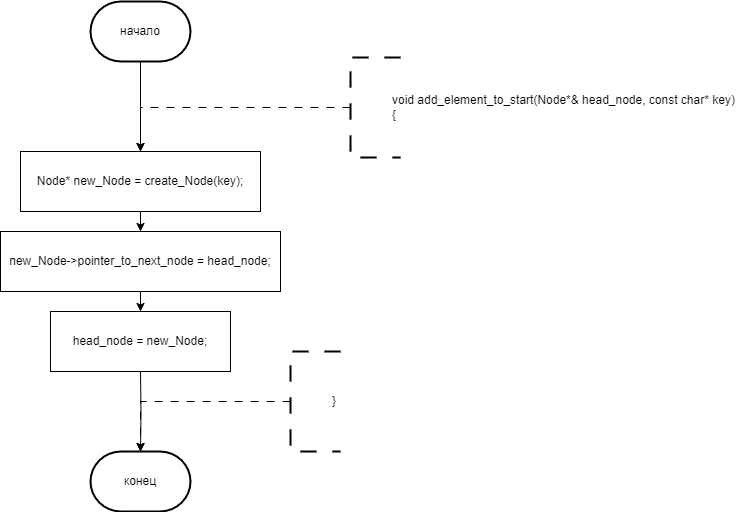 начало
void add_element_to_start(Node*& head_node, const char* key)
{
Node* new_Node = create_Node(key);
new_Node->pointer_to_next_node = head_node;
head_node = new_Node;
}
конец